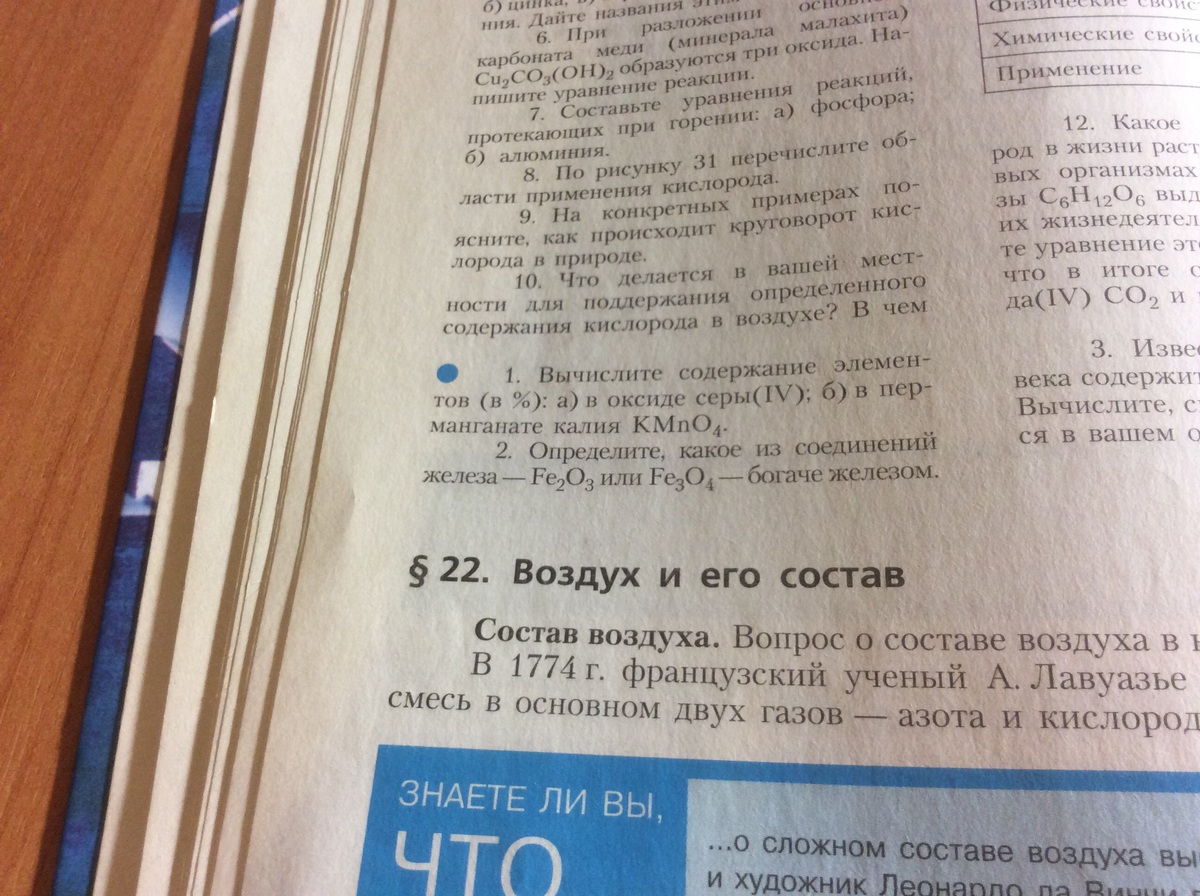 б) цинка,
ния. Дайте названия этим
6. При разложении основно
карбоната меди (минерала малахита)
Cu₂CO₃(OH)₂ образуются три оксида. На-
пишите уравнение реакции.
7. Составьте уравнения реакций,
протекающих при горении: а) фосфора;
б) алюминия.
8. По рисунку 31 перечислите об-
ласти применения кислорода.
9. На конкретных примерах по-
ясните, как происходит круговорот кис-
лорода в природе.
10. Что делается в вашей мест-
ности для поддержания определенного
содержания кислорода в воздухе? В чем
1. Вычислите содержание элемен-
тов (в %): а) в оксиде серы(IV); б) в пер-
манганате калия KMnO₄.
2. Определите, какое из соединений
железа — Fe₂O₃ или Fe₃O₄ — богаче железом.
Физические свойс
Химические свойс
Применение
12. Какое
род в жизни раст
вых организмах
зы C₆H₁₂O₆ выд
их жизнедеятел
те уравнение это
что в итоге о
да(IV) CO₂ и
3. Извес
века содержит
Вычислите, с
ся в вашем о
§ 22. Воздух и его состав
Состав воздуха. Вопрос о составе воздуха в
В 1774 г. французский ученый А. Лавуазье
смесь в основном двух газов — азота и кислород
ЗНАЕТЕ ЛИ ВЫ,
ЧТО
...о сложном составе воздуха вы
и художник Леонардо да Винчи